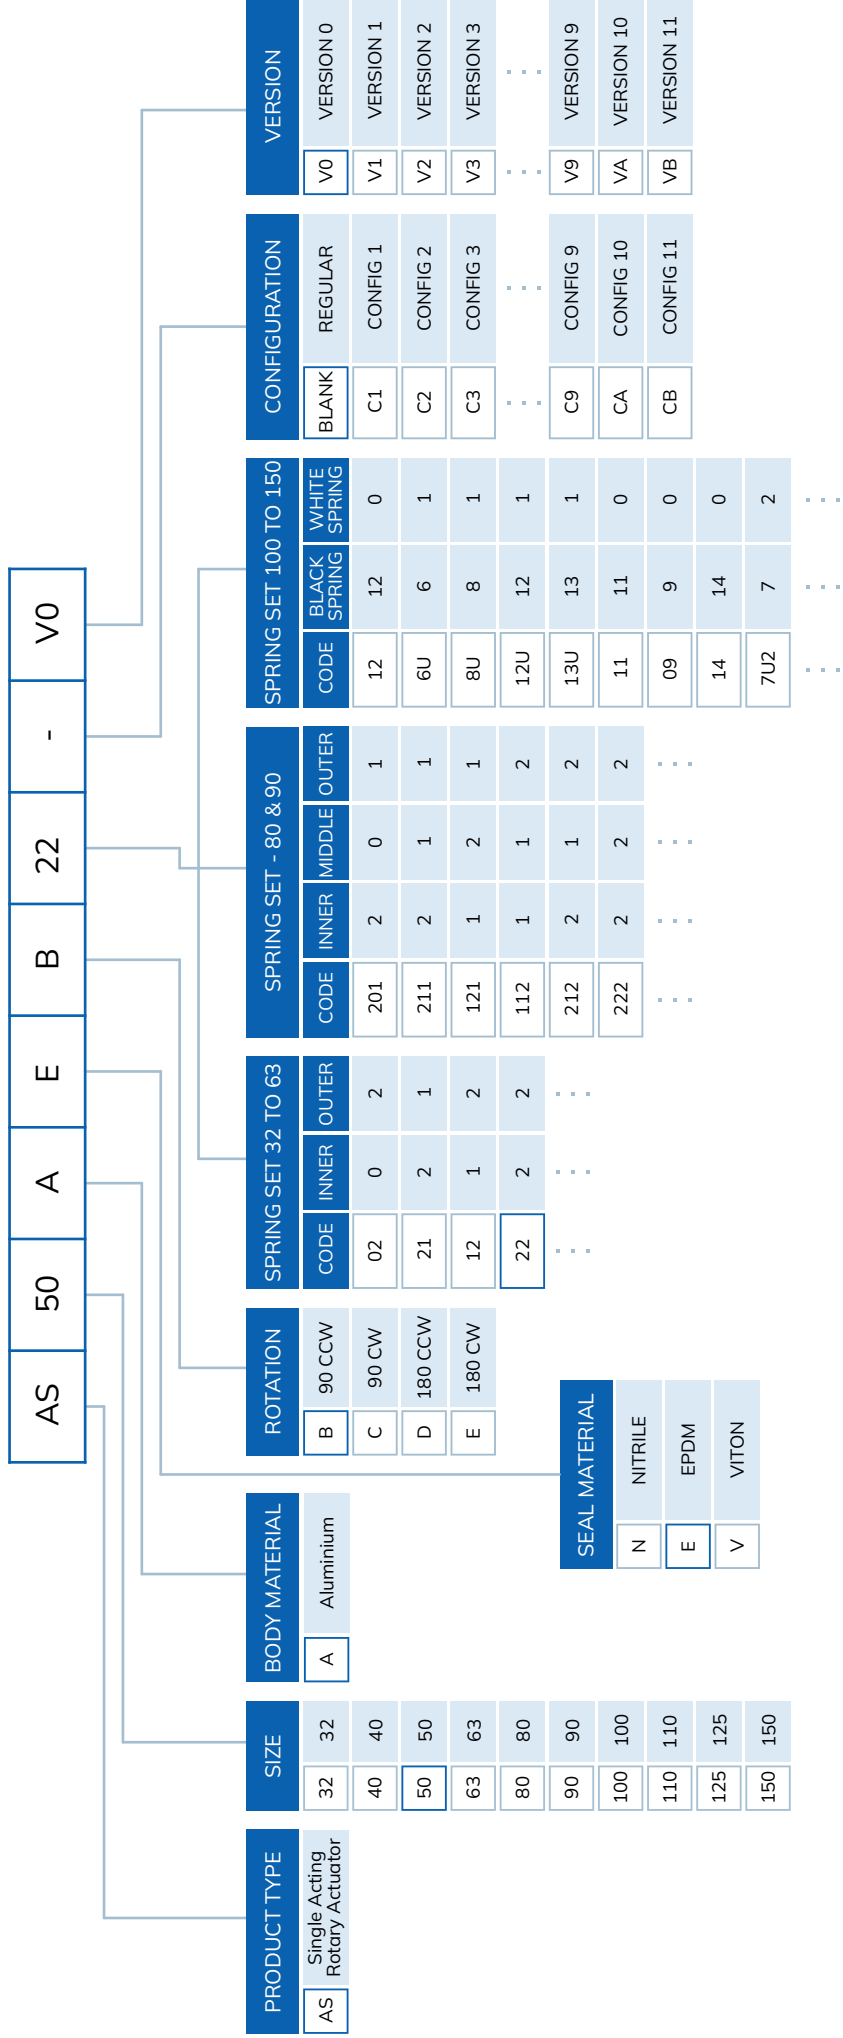 AS 50 A E B 22 - V0
PRODUCT TYPE
AS Single Acting
Rotary Actuator
SIZE
32 32
40 40
50 50
63 63
80 80
90 90
100 100
110 110
125 125
150 150
BODY MATERIAL
A Aluminium
SEAL MATERIAL
N NITRILE
E EPDM
V VITON
ROTATION
B 90 CCW
C 90 CW
D 180 CCW
E 180 CW
SPRING SET 32 TO 63
CODE INNER OUTER
02 0 2
21 2 1
12 1 2
22 2 2
... ... ...
SPRING SET - 80 & 90
CODE INNER MIDDLE OUTER
201 2 0 1
211 2 1 1
121 1 2 1
112 1 1 2
212 2 1 2
222 2 2 2
... ... ... ...
SPRING SET 100 TO 150
CODE BLACK SPRING WHITE SPRING
12 12 0
6U 6 1
8U 8 1
12U 12 1
13U 13 1
11 11 0
09 9 0
14 14 0
7U2 7 2
... ... ...
CONFIGURATION
BLANK REGULAR
C1 CONFIG 1
C2 CONFIG 2
C3 CONFIG 3
... ...
C9 CONFIG 9
CA CONFIG 10
CB CONFIG 11
VERSION
V0 VERSION 0
V1 VERSION 1
V2 VERSION 2
V3 VERSION 3
... ...
V9 VERSION 9
VA VERSION 10
VB VERSION 11